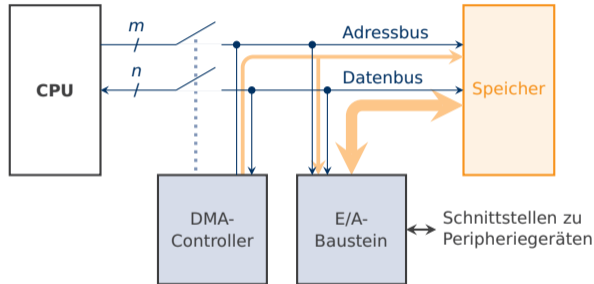 m
Adressbus
n
Datenbus
CPU
Speicher
DMA-
Controller
E/A-
Baustein
Schnittstellen zu
Peripheriegeräten